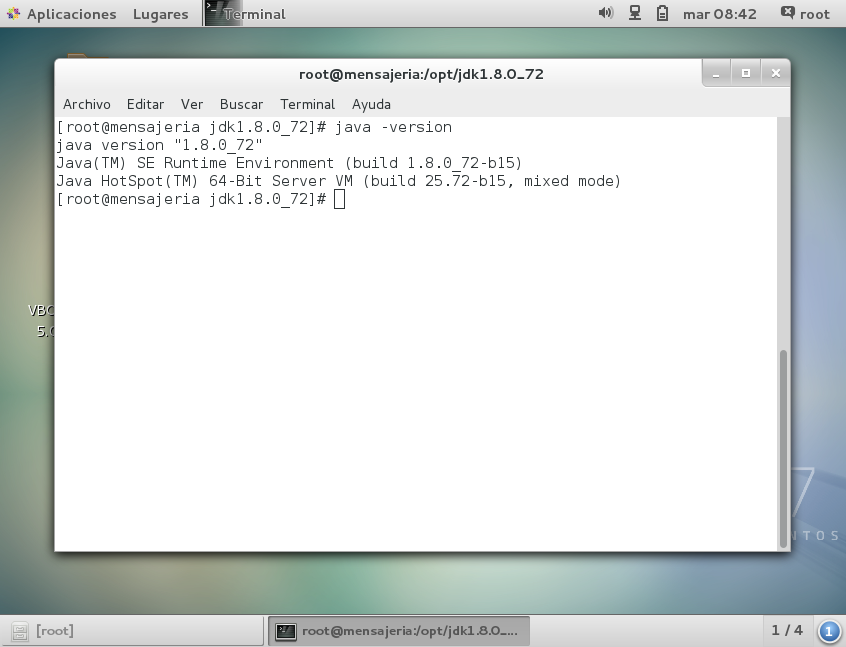 Aplicaciones Lugares Terminal mar 08:42 root
root@mensajeria:/opt/jdk1.8.0_72
Archivo Editar Ver Buscar Terminal Ayuda
[root@mensajeria jdk1.8.0_72]# java -version
java version "1.8.0_72"
Java(TM) SE Runtime Environment (build 1.8.0_72-b15)
Java HotSpot(TM) 64-Bit Server VM (build 25.72-b15, mixed mode)
[root@mensajeria jdk1.8.0_72]#
5.
7
NTOS
[root] root@mensajeria:/opt/jdk1.8.0_... 1 / 4 1